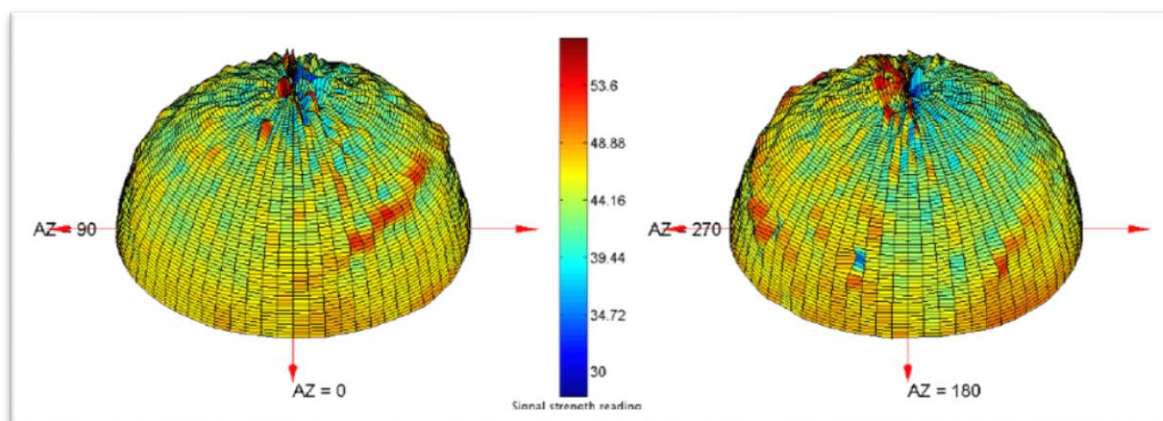 53.6
48.88
44.16
39.44
34.72
30
AZ = 90
AZ = 0
AZ = 270
AZ = 180
Signal strength reading